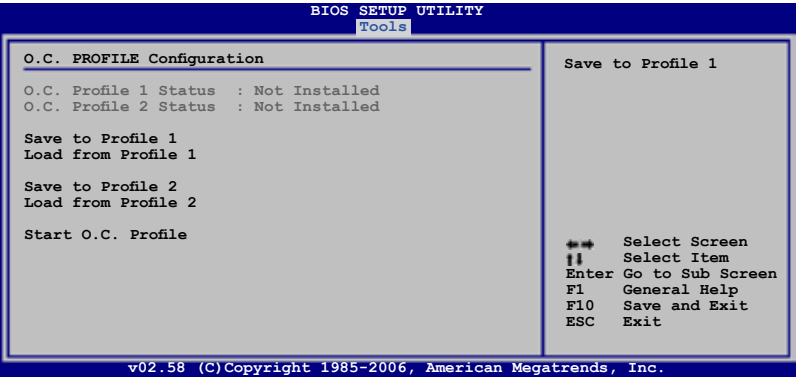 BIOS SETUP UTILITY
Tools
O.C. PROFILE Configuration
O.C. Profile 1 Status : Not Installed
O.C. Profile 2 Status : Not Installed
Save to Profile 1
Load from Profile 1
Save to Profile 2
Load from Profile 2
Start O.C. Profile
Save to Profile 1
Select Screen
Select Item
Enter Go to Sub Screen
F1 General Help
F10 Save and Exit
ESC Exit
v02.58 (C)Copyright 1985-2006, American Megatrends, Inc.